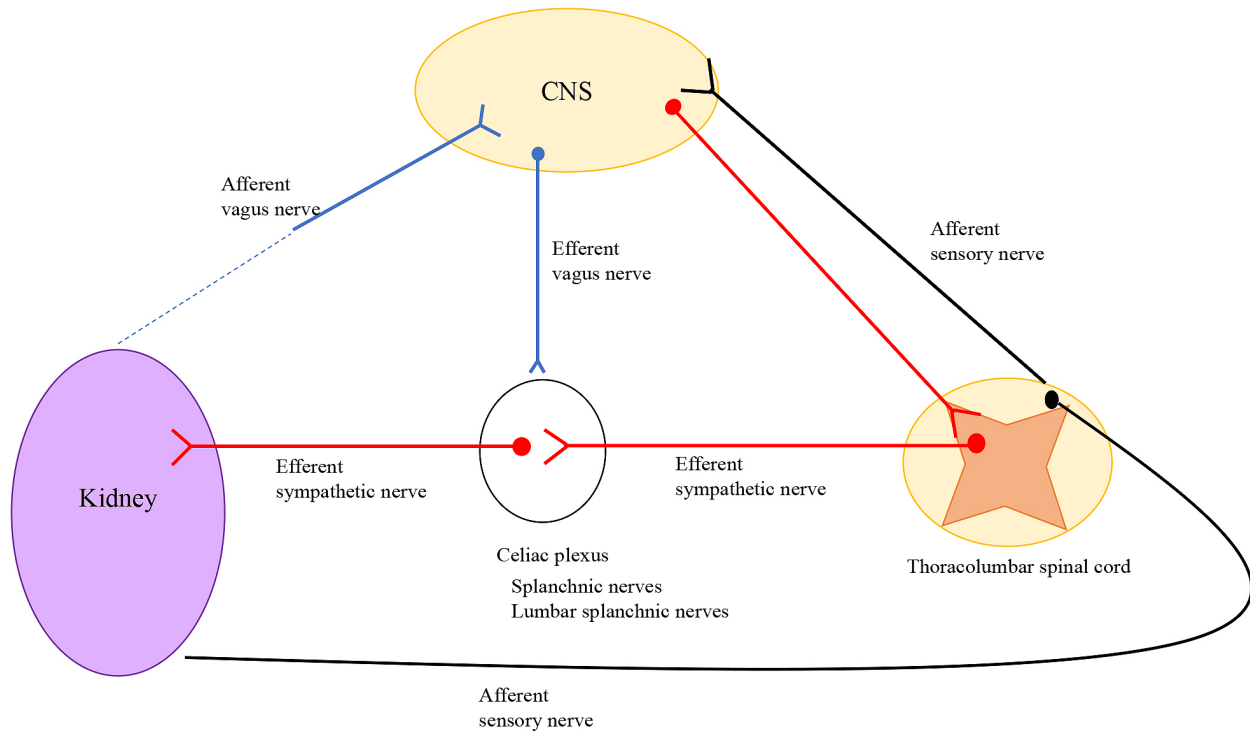 CNS
Afferent
vagus nerve
Efferent
vagus nerve
Afferent
sensory nerve
Kidney
Efferent
sympathetic nerve
Efferent
sympathetic nerve
Celiac plexus
Splanchnic nerves
Lumbar splanchnic nerves
Thoracolumbar spinal cord
Afferent
sensory nerve